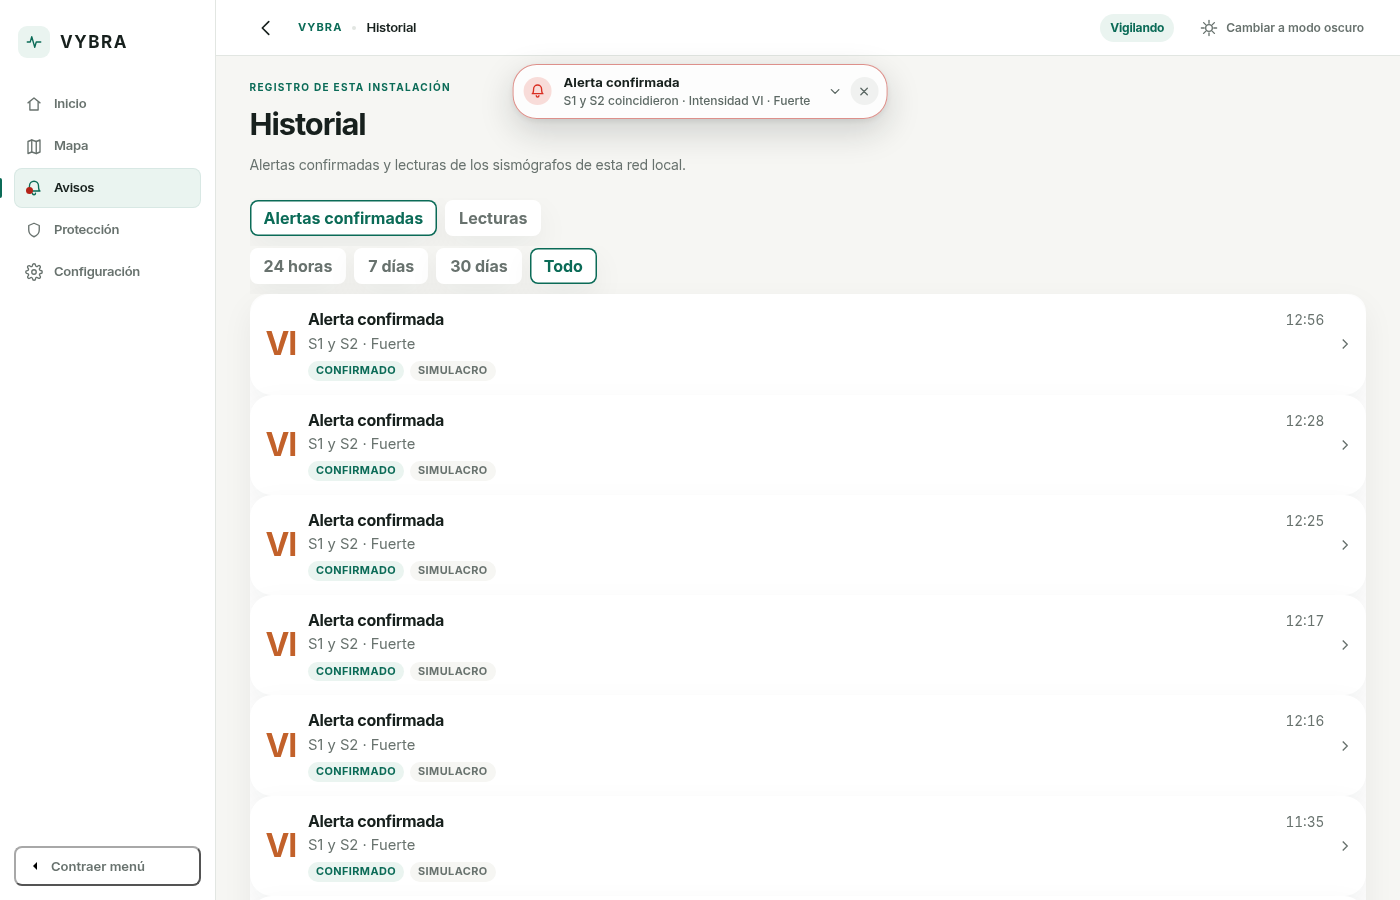 VYBRA
Inicio
Mapa
Avisos
Protección
Configuración
Contraer menú
VYBRA
Historial
Vigilando
Cambiar a modo oscuro
Alerta confirmada
S1 y S2 coincidieron · Intensidad VI · Fuerte
REGISTRO DE ESTA INSTALACIÓN
Historial
Alertas confirmadas y lecturas de los sismógrafos de esta red local.
Alertas confirmadas
Lecturas
24 horas
7 días
30 días
Todo
VI
Alerta confirmada
12:56
S1 y S2 · Fuerte
CONFIRMADO
SIMULACRO
VI
Alerta confirmada
12:28
S1 y S2 · Fuerte
CONFIRMADO
SIMULACRO
VI
Alerta confirmada
12:25
S1 y S2 · Fuerte
CONFIRMADO
SIMULACRO
VI
Alerta confirmada
12:17
S1 y S2 · Fuerte
CONFIRMADO
SIMULACRO
VI
Alerta confirmada
12:16
S1 y S2 · Fuerte
CONFIRMADO
SIMULACRO
VI
Alerta confirmada
11:35
S1 y S2 · Fuerte
CONFIRMADO
SIMULACRO